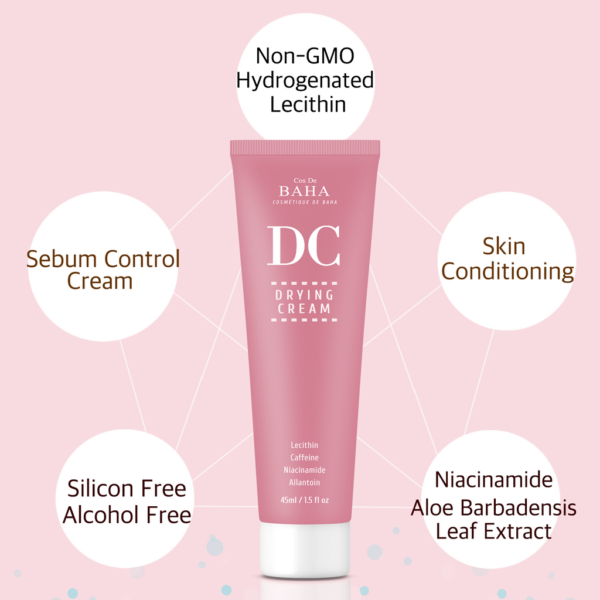 Non-GMO
Hydrogenated
Lecithin
Cos De
BAHA
COSMÉTIQUE DE BAHA
DC
DRYING
CREAM
Lecithin
Caffeine
Niacinamide
Allantoin
45ml / 1.5 fl oz
Sebum Control
Cream
Skin
Conditioning
Silicon Free
Alcohol Free
Niacinamide
Aloe Barbadensis
Leaf Extract